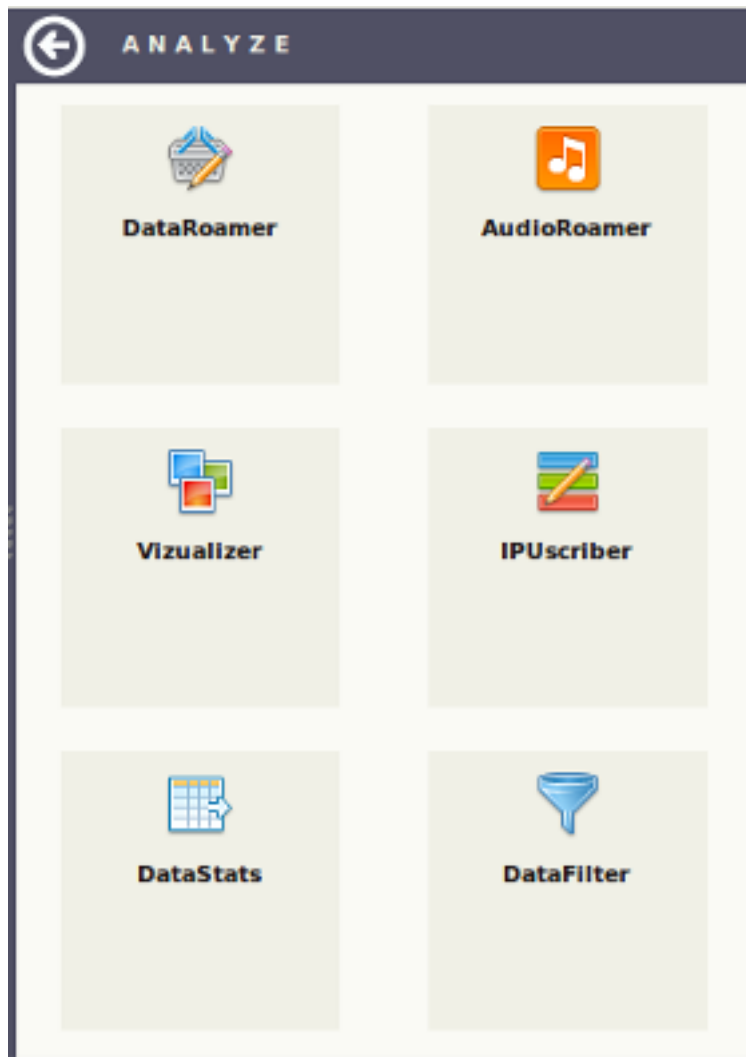 ANALYZE
DataRoamer
AudioRoamer
Vizualizer
IPUscriber
DataStats
DataFilter